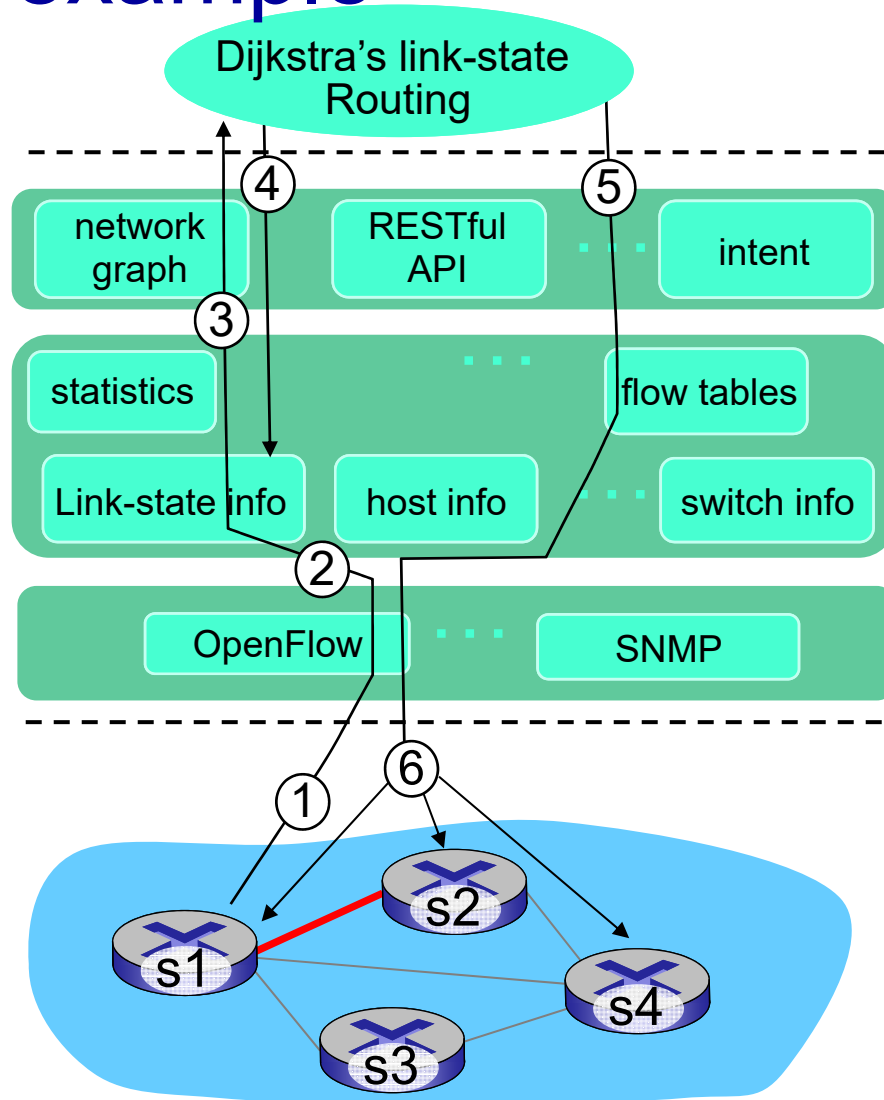 example
Dijkstra's link-state
Routing
4
5
network
graph
RESTful
API
. . .
intent
3
statistics
. . .
flow tables
Link-state info
host info
. . .
switch info
2
OpenFlow
. . .
SNMP
6
1
s2
s1
s4
s3